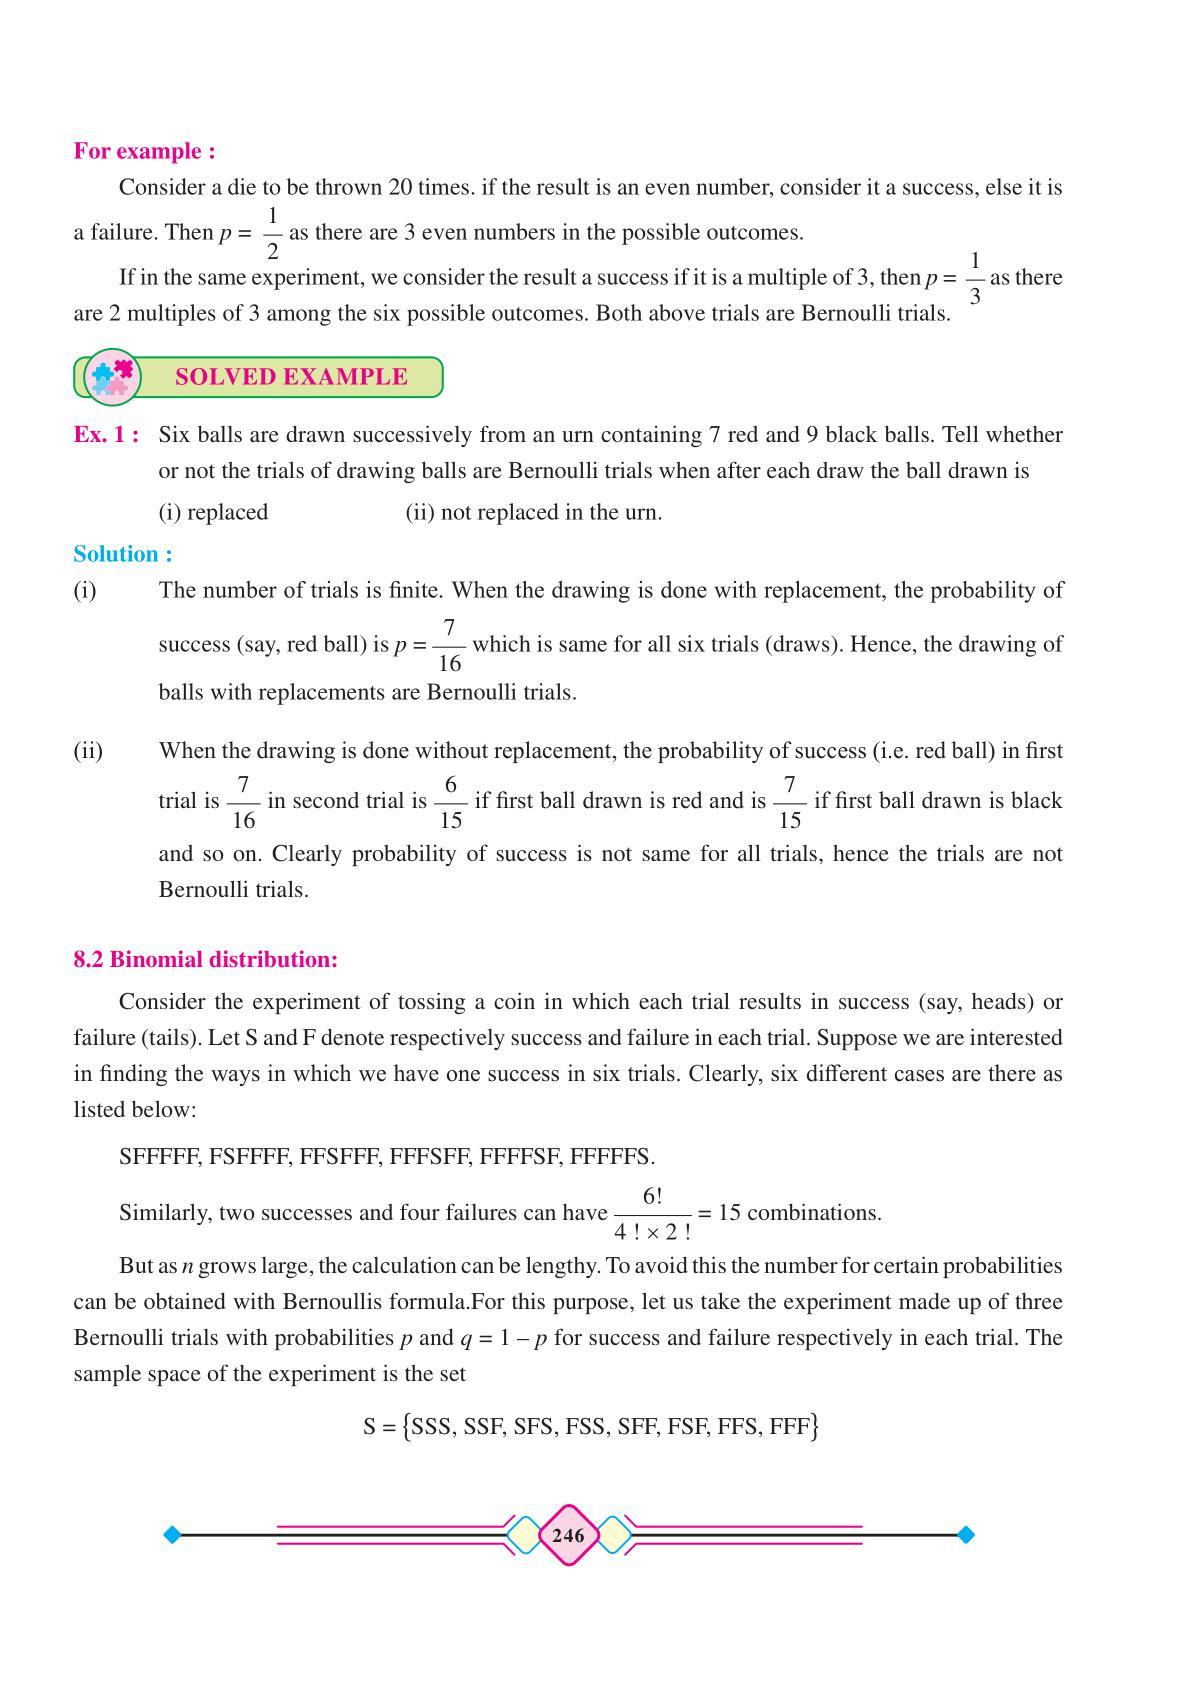 For example :
Consider a die to be thrown 20 times. if the result is an even number, consider it a success, else it is
a failure. Then p = 1/2 as there are 3 even numbers in the possible outcomes.
If in the same experiment, we consider the result a success if it is a multiple of 3, then p = 1/3 as there
are 2 multiples of 3 among the six possible outcomes. Both above trials are Bernoulli trials.
SOLVED EXAMPLE
Ex. 1 : Six balls are drawn successively from an urn containing 7 red and 9 black balls. Tell whether
or not the trials of drawing balls are Bernoulli trials when after each draw the ball drawn is
(i) replaced (ii) not replaced in the urn.
Solution :
(i) The number of trials is finite. When the drawing is done with replacement, the probability of
success (say, red ball) is p = 7/16 which is same for all six trials (draws). Hence, the drawing of
balls with replacements are Bernoulli trials.
(ii) When the drawing is done without replacement, the probability of success (i.e. red ball) in first
trial is 7/16 in second trial is 6/15 if first ball drawn is red and is 7/15 if first ball drawn is black
and so on. Clearly probability of success is not same for all trials, hence the trials are not
Bernoulli trials.
8.2 Binomial distribution:
Consider the experiment of tossing a coin in which each trial results in success (say, heads) or
failure (tails). Let S and F denote respectively success and failure in each trial. Suppose we are interested
in finding the ways in which we have one success in six trials. Clearly, six different cases are there as
listed below:
SFFFFF, FSFFFF, FFSFFF, FFFSFF, FFFFSF, FFFFFS.
Similarly, two successes and four failures can have 6!/4 ! × 2 ! = 15 combinations.
But as n grows large, the calculation can be lengthy. To avoid this the number for certain probabilities
can be obtained with Bernoullis formula.For this purpose, let us take the experiment made up of three
Bernoulli trials with probabilities p and q = 1 – p for success and failure respectively in each trial. The
sample space of the experiment is the set
S = {SSS, SSF, SFS, FSS, SFF, FSF, FFS, FFF}
246